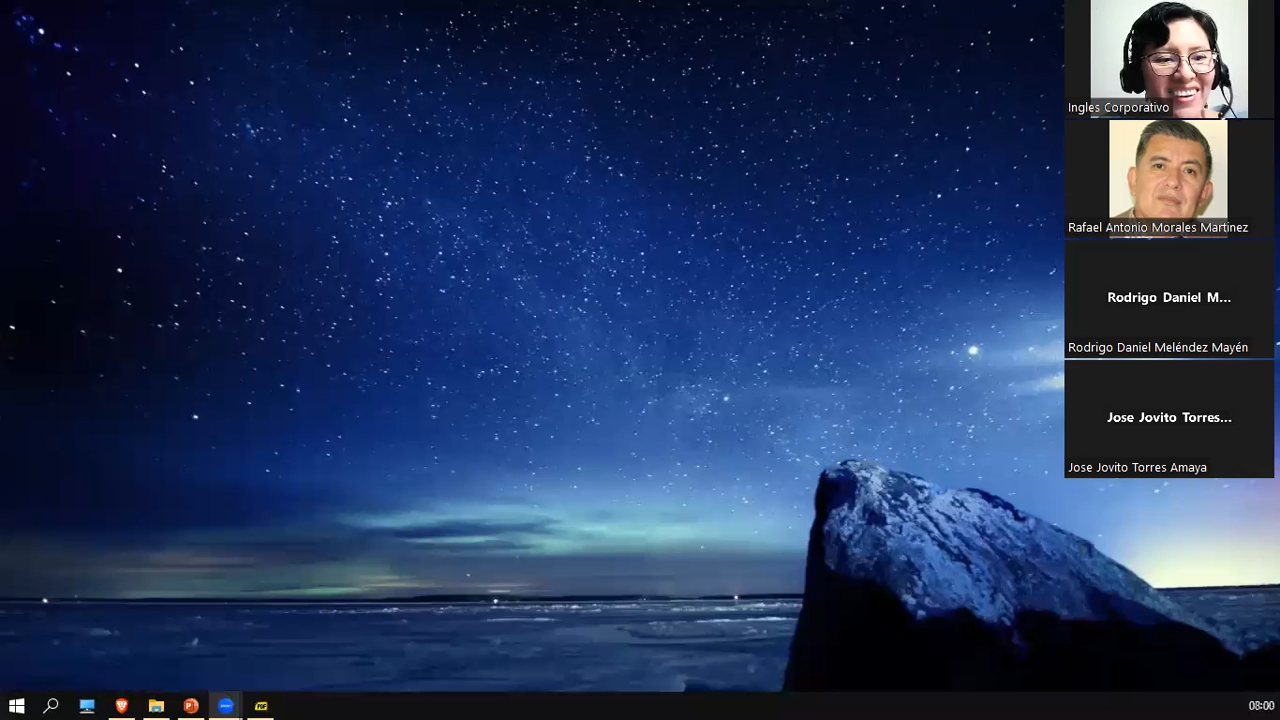 Ingles Corporativo
Rafael Antonio Morales Martínez
Rodrigo Daniel M...
Rodrigo Daniel Meléndez Mayén
Jose Jovito Torres...
Jose Jovito Torres Amaya
08:00